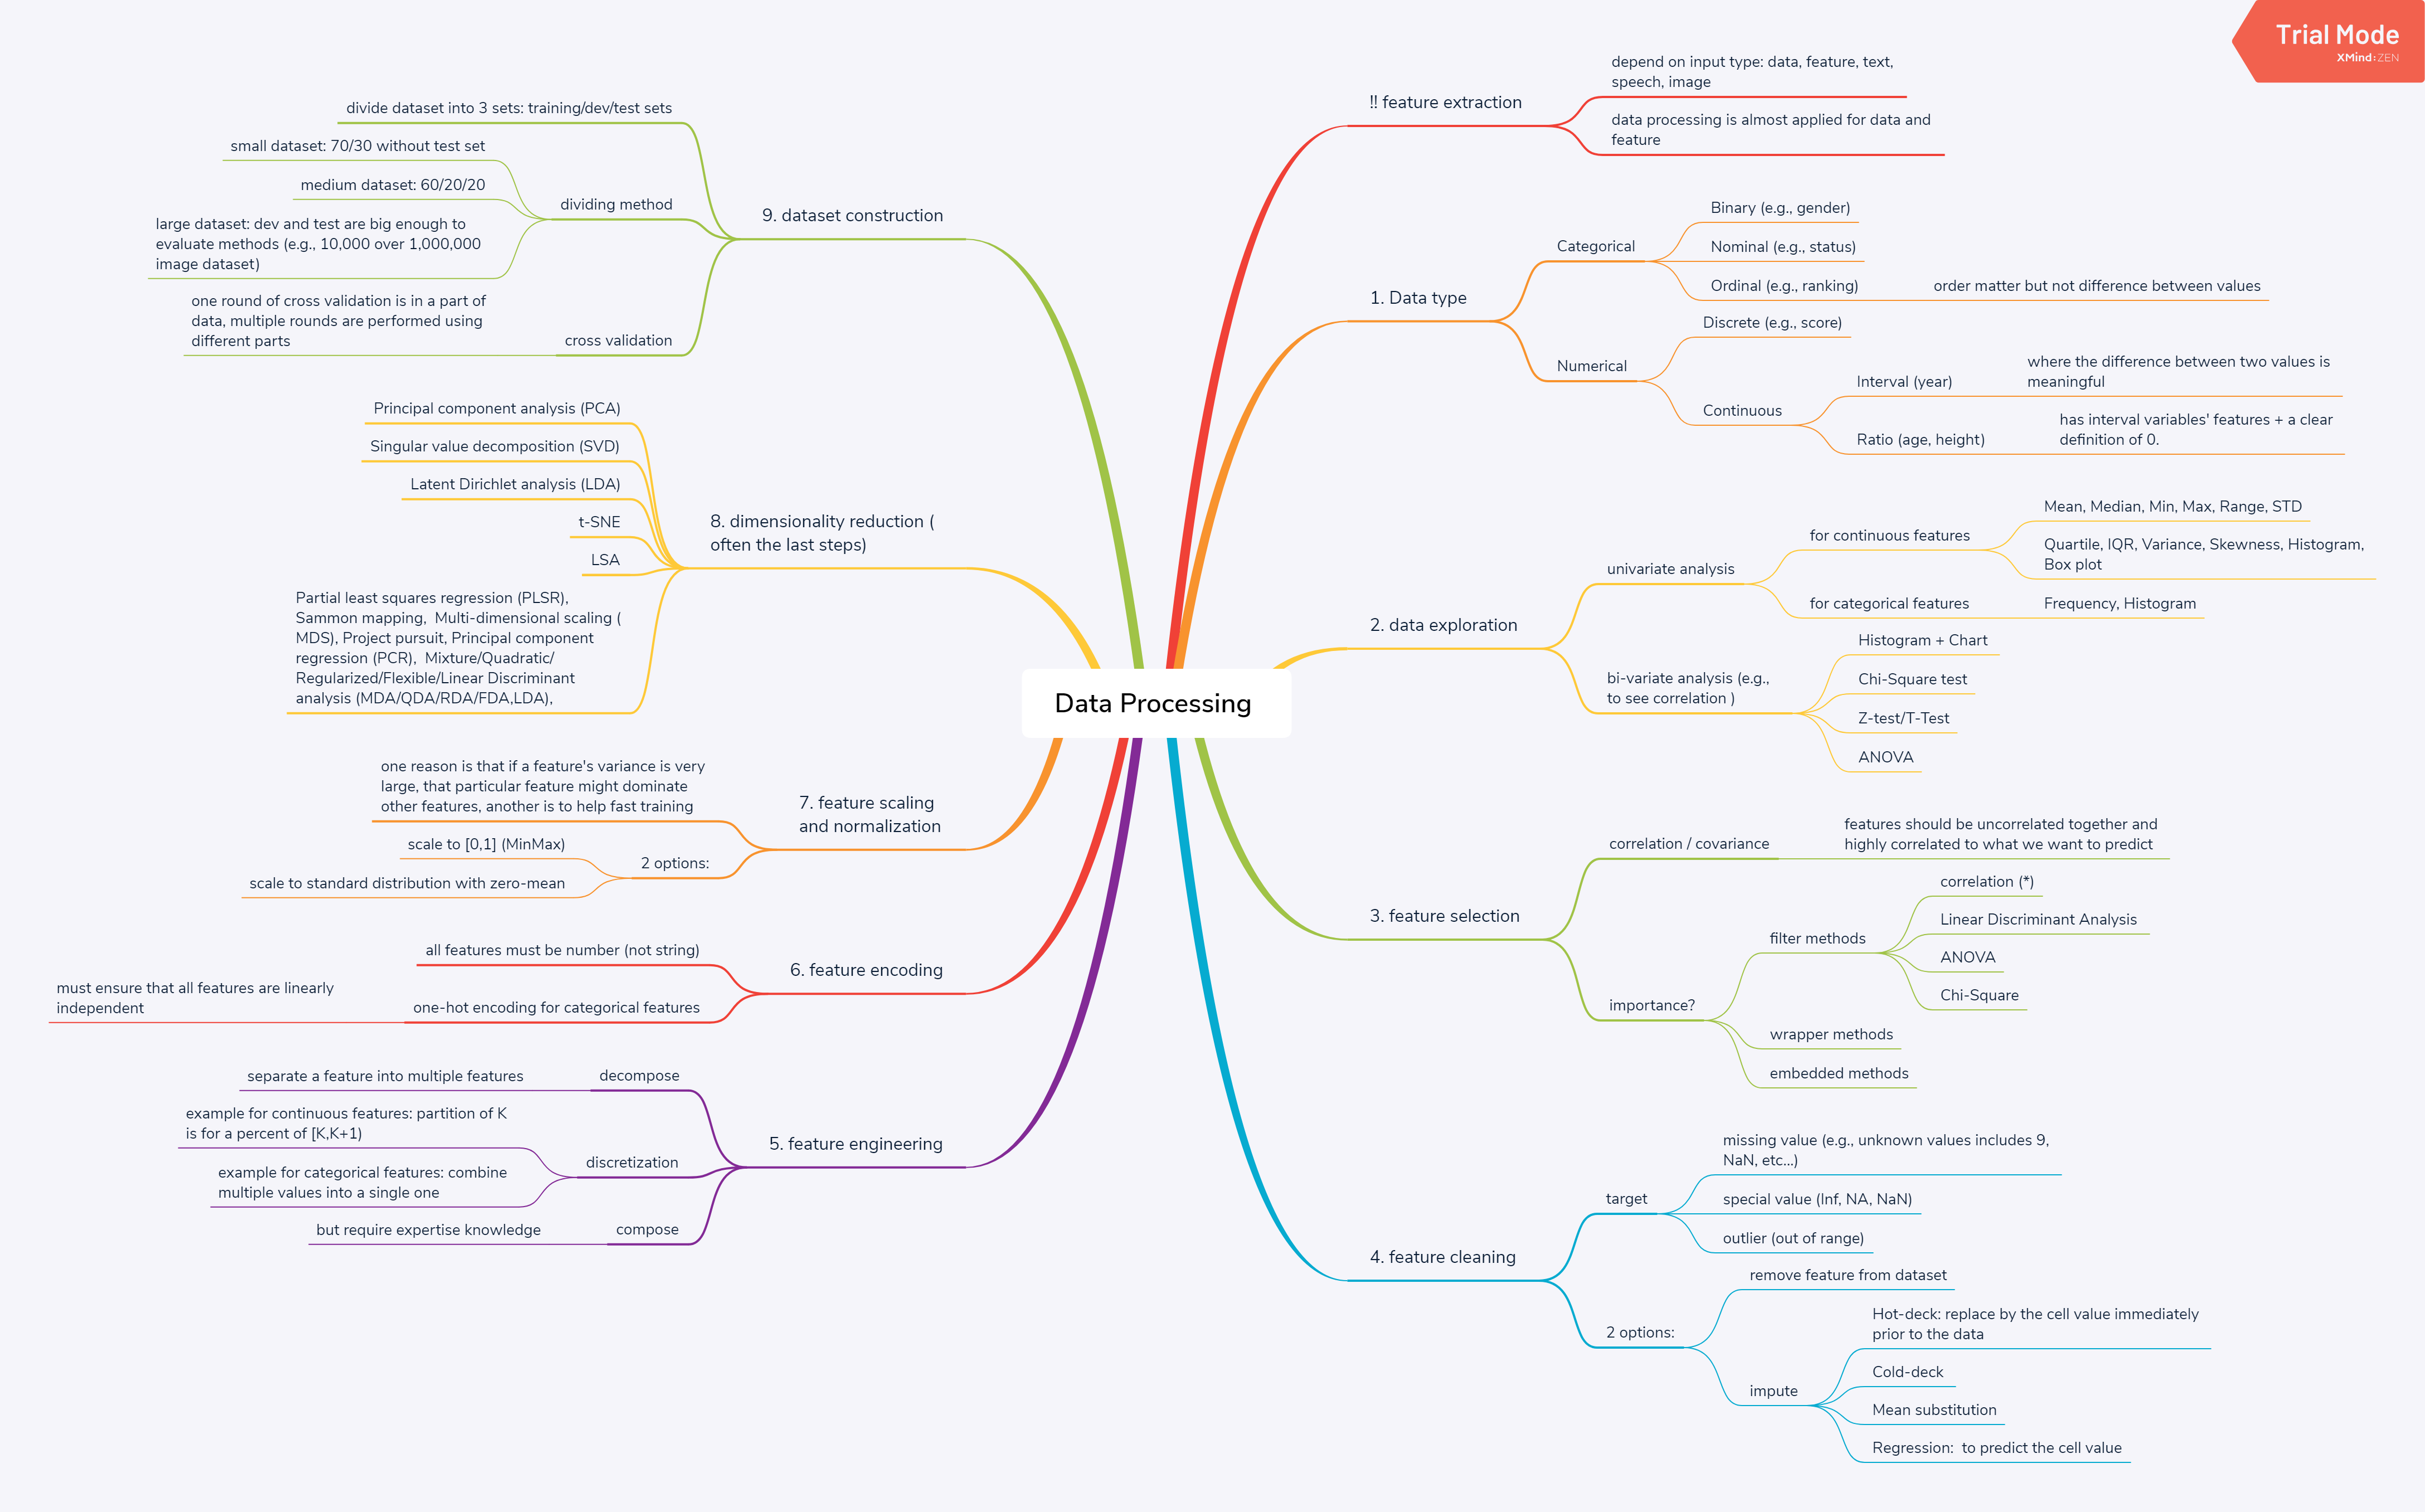 Trial Mode
XMind:ZEN
Data Processing
!! feature extraction
depend on input type: data, feature, text,
speech, image
data processing is almost applied for data and
feature
1. Data type
Categorical
Binary (e.g., gender)
Nominal (e.g., status)
Ordinal (e.g., ranking)
order matter but not difference between values
Numerical
Discrete (e.g., score)
Continuous
Interval (year)
where the difference between two values is
meaningful
Ratio (age, height)
has interval variables' features + a clear
definition of 0.
2. data exploration
univariate analysis
for continuous features
Mean, Median, Min, Max, Range, STD
Quartile, IQR, Variance, Skewness, Histogram,
Box plot
for categorical features
Frequency, Histogram
bi-variate analysis (e.g.,
to see correlation )
Histogram + Chart
Chi-Square test
Z-test/T-Test
ANOVA
3. feature selection
correlation / covariance
features should be uncorrelated together and
highly correlated to what we want to predict
importance?
filter methods
correlation (*)
Linear Discriminant Analysis
ANOVA
Chi-Square
wrapper methods
embedded methods
4. feature cleaning
target
missing value (e.g., unknown values includes 9,
NaN, etc...)
special value (Inf, NA, NaN)
outlier (out of range)
2 options:
remove feature from dataset
impute
Hot-deck: replace by the cell value immediately
prior to the data
Cold-deck
Mean substitution
Regression:  to predict the cell value
5. feature engineering
decompose
separate a feature into multiple features
discretization
example for continuous features: partition of K
is for a percent of [K,K+1)
example for categorical features: combine
multiple values into a single one
compose
but require expertise knowledge
6. feature encoding
all features must be number (not string)
one-hot encoding for categorical features
must ensure that all features are linearly
independent
7. feature scaling
and normalization
one reason is that if a feature's variance is very
large, that particular feature might dominate
other features, another is to help fast training
2 options:
scale to [0,1] (MinMax)
scale to standard distribution with zero-mean
8. dimensionality reduction (
often the last steps)
Principal component analysis (PCA)
Singular value decomposition (SVD)
Latent Dirichlet analysis (LDA)
t-SNE
LSA
Partial least squares regression (PLSR),
Sammon mapping,  Multi-dimensional scaling (
MDS), Project pursuit, Principal component
regression (PCR),  Mixture/Quadratic/
Regularized/Flexible/Linear Discriminant
analysis (MDA/QDA/RDA/FDA,LDA),
9. dataset construction
divide dataset into 3 sets: training/dev/test sets
dividing method
small dataset: 70/30 without test set
medium dataset: 60/20/20
large dataset: dev and test are big enough to
evaluate methods (e.g., 10,000 over 1,000,000
image dataset)
cross validation
one round of cross validation is in a part of
data, multiple rounds are performed using
different parts